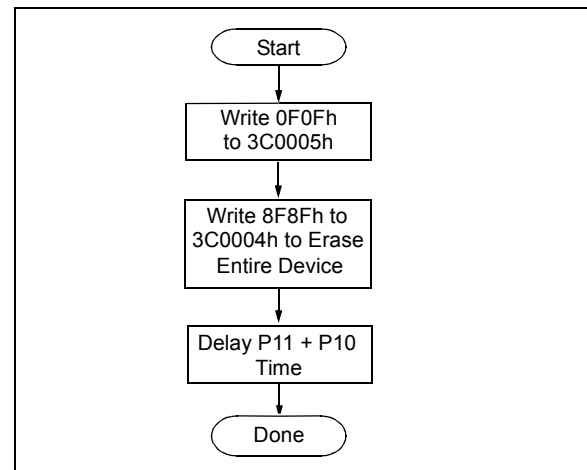 Start
Write 0F0Fh
to 3C0005h
Write 8F8Fh to
3C0004h to Erase
Entire Device
Delay P11 + P10
Time
Done